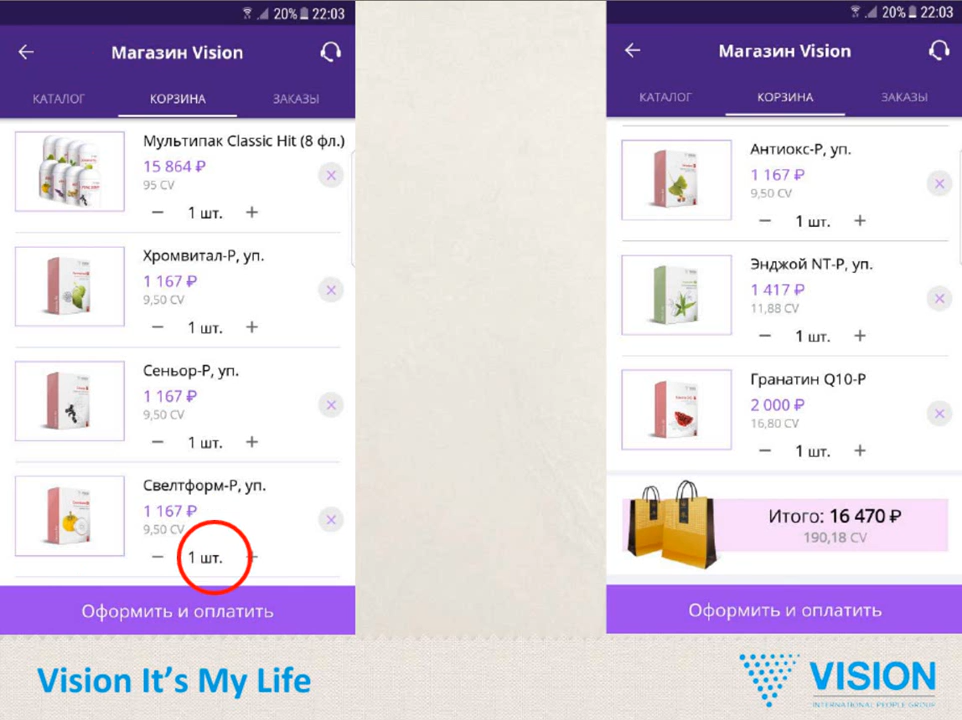 20% 22:03
Магазин Vision
КАТАЛОГ КОРЗИНА ЗАКАЗЫ
Мультипак Classic Hit (8 фл.)
15 864 ₽
95 CV
− 1 шт. +
Хромвитал-Р, уп.
1 167 ₽
9,50 CV
− 1 шт. +
Сеньор-Р, уп.
1 167 ₽
9,50 CV
− 1 шт. +
Свелтформ-Р, уп.
1 167 ₽
9,50 CV
− 1 шт. +
Оформить и оплатить
20% 22:03
Магазин Vision
КАТАЛОГ КОРЗИНА ЗАКАЗЫ
Антиокс-Р, уп.
1 167 ₽
9,50 CV
− 1 шт. +
Энджой NT-Р, уп.
1 417 ₽
11,88 CV
− 1 шт. +
Гранатин Q10-Р
2 000 ₽
16,80 CV
− 1 шт. +
Итого: 16 470 ₽
190,18 CV
Оформить и оплатить
Vision It’s My Life
VISION
INTERNATIONAL PEOPLE GROUP